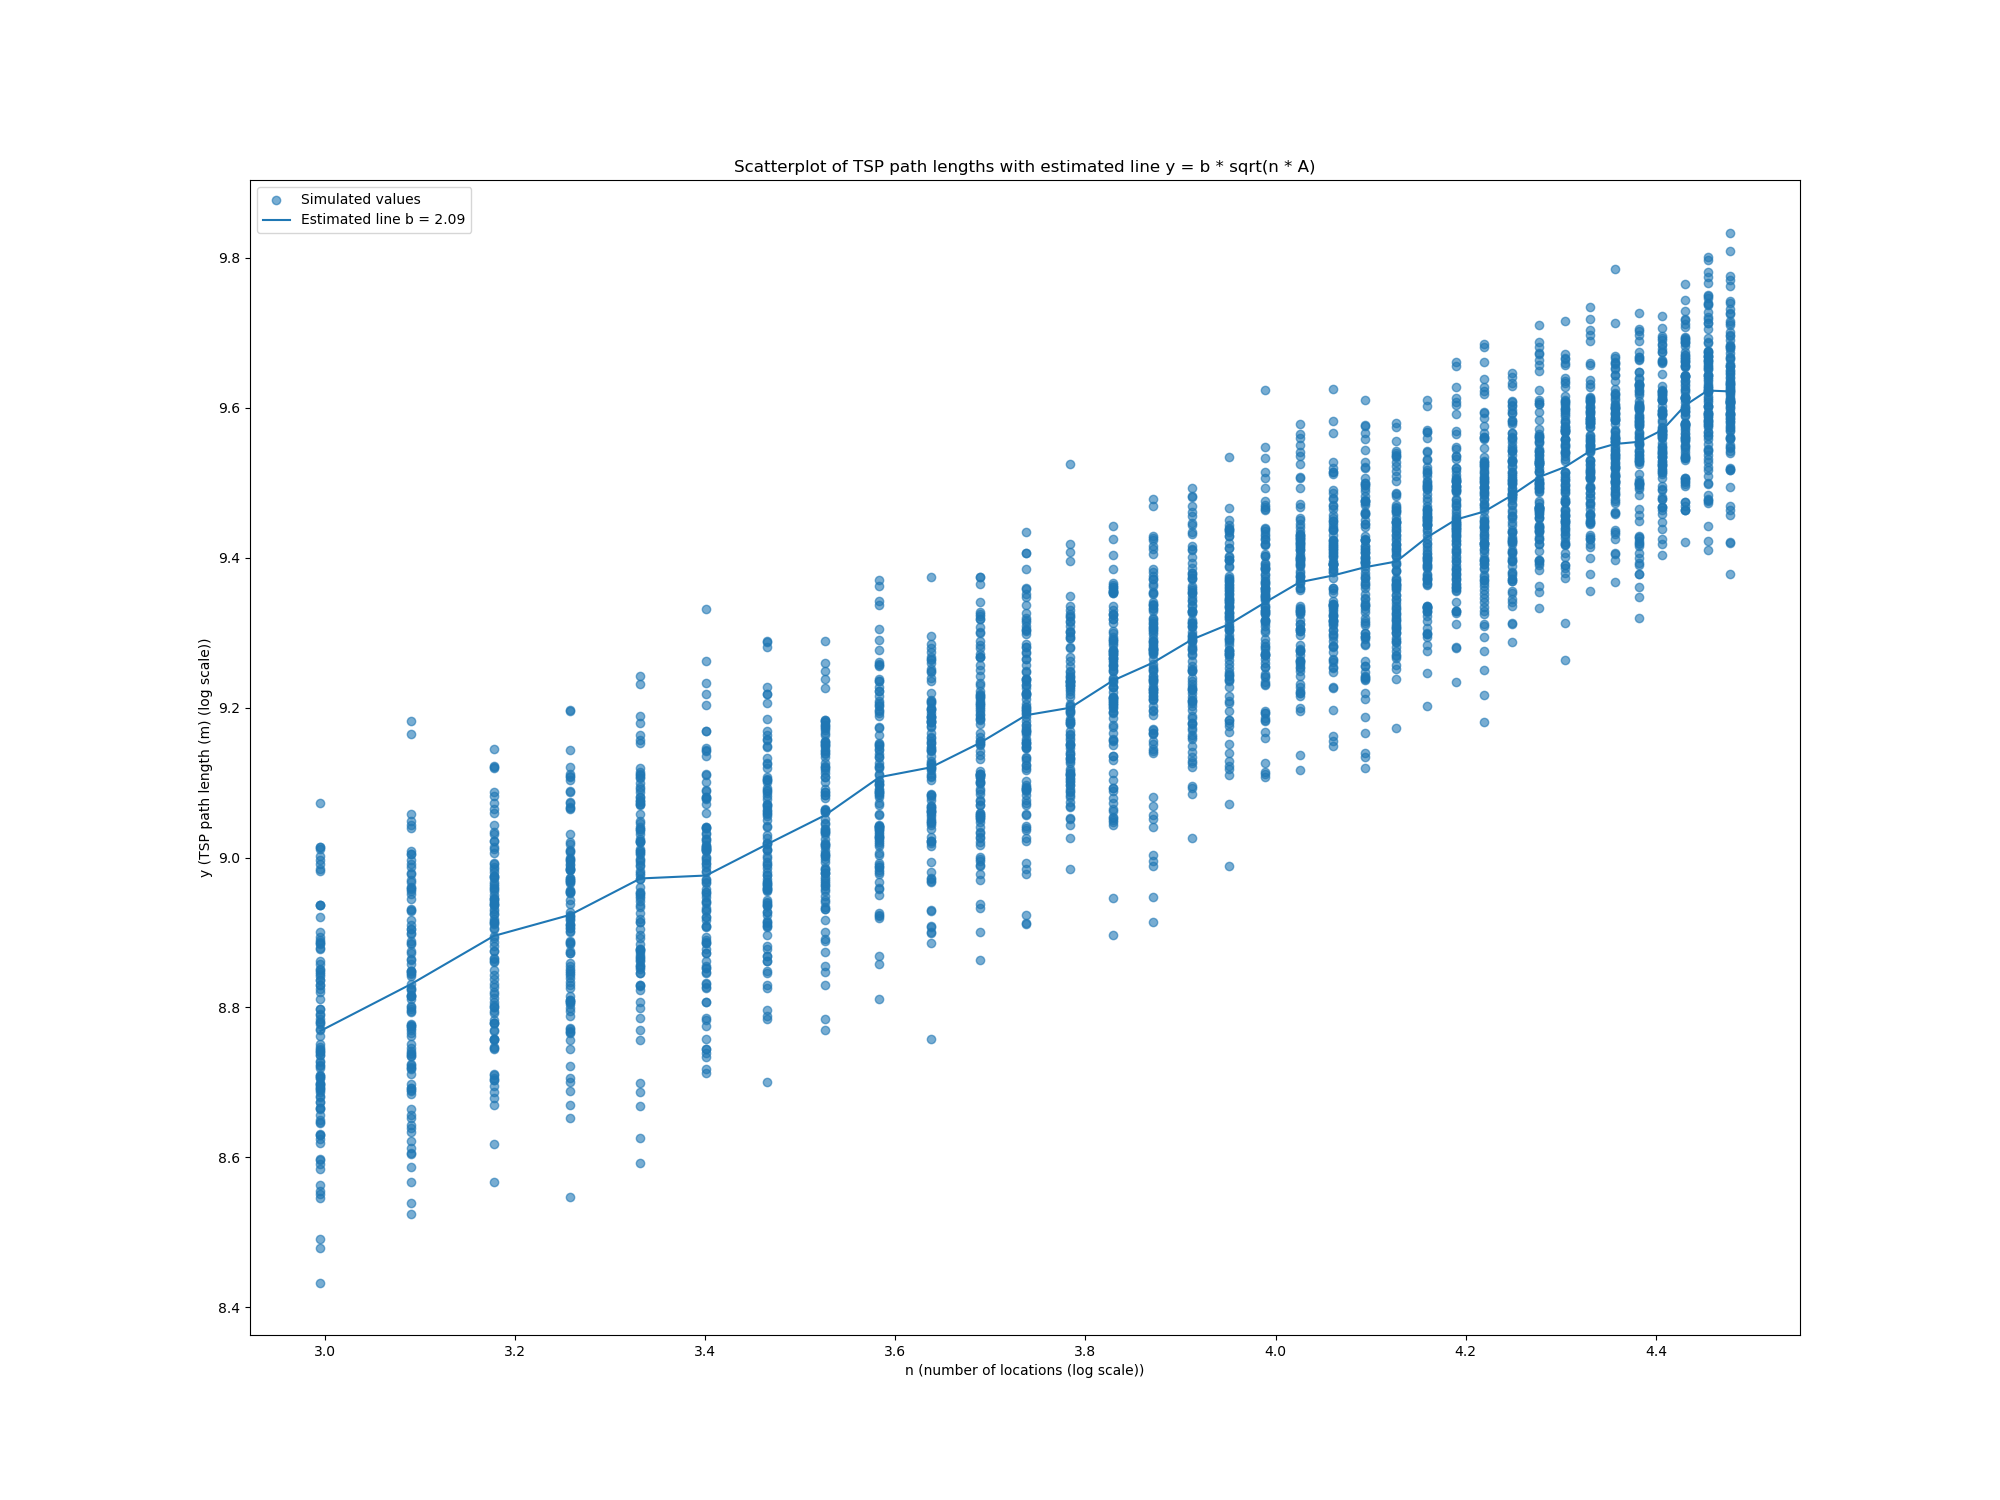 Scatterplot of TSP path lengths with estimated line y = b * sqrt(n * A)
Simulated values
Estimated line b = 2.09
9.8
9.6
9.4
9.2
9.0
8.8
8.6
8.4
y (TSP path length (m) (log scale))
3.0 3.2 3.4 3.6 3.8 4.0 4.2 4.4
n (number of locations (log scale))